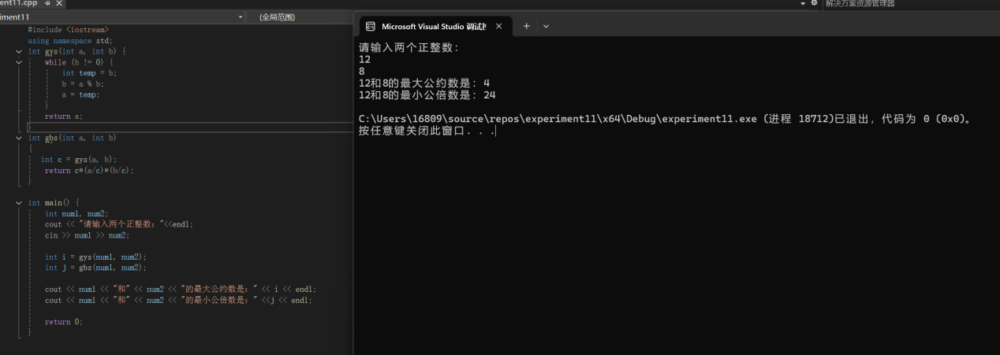 ent11.cpp
解决方案资源管理器
iment11
(全局范围)
#include <iostream>
using namespace std;
int gys(int a, int b) {
while (b != 0) {
int temp = b;
b = a % b;
a = temp;
}
return a;
}
int gbs(int a, int b)
{
int c = gys(a, b);
return c*(a/c)*(b/c);
}
int main() {
int num1, num2;
cout << "请输入两个正整数: "<<endl;
cin >> num1 >> num2;
int i = gys(num1, num2);
int j = gbs(num1, num2);
cout << num1 << "和" << num2 << "的最大公约数是: " << i << endl;
cout << num1 << "和" << num2 << "的最小公倍数是: " <<j << endl;
return 0;
}
Microsoft Visual Studio 调试
请输入两个正整数:
12
8
12和8的最大公约数是: 4
12和8的最小公倍数是: 24
C:\Users\16809\source\repos\experiment11\x64\Debug\experiment11.exe (进程 18712)已退出，代码为 0 (0x0)。
按任意键关闭此窗口. . .